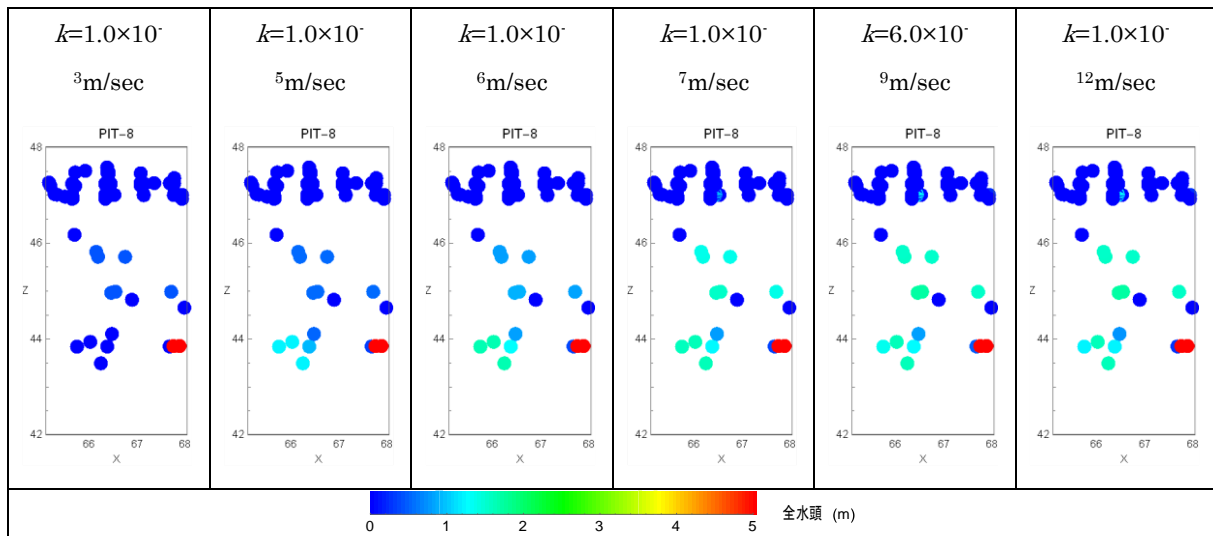 k=1.0×10⁻ k=1.0×10⁻ k=1.0×10⁻ k=1.0×10⁻ k=6.0×10⁻ k=1.0×10⁻
³m/sec ⁵m/sec ⁶m/sec ⁷m/sec ⁹m/sec ¹²m/sec
PIT-8 PIT-8 PIT-8 PIT-8 PIT-8 PIT-8
48 48 48 48 48 48
46 46 46 46 46 46
Z Z Z Z Z Z
44 44 44 44 44 44
42 42 42 42 42 42
66 67 68 66 67 68 66 67 68 66 67 68 66 67 68 66 67 68
X X X X X X
0 1 2 3 4 5 全水頭 (m)